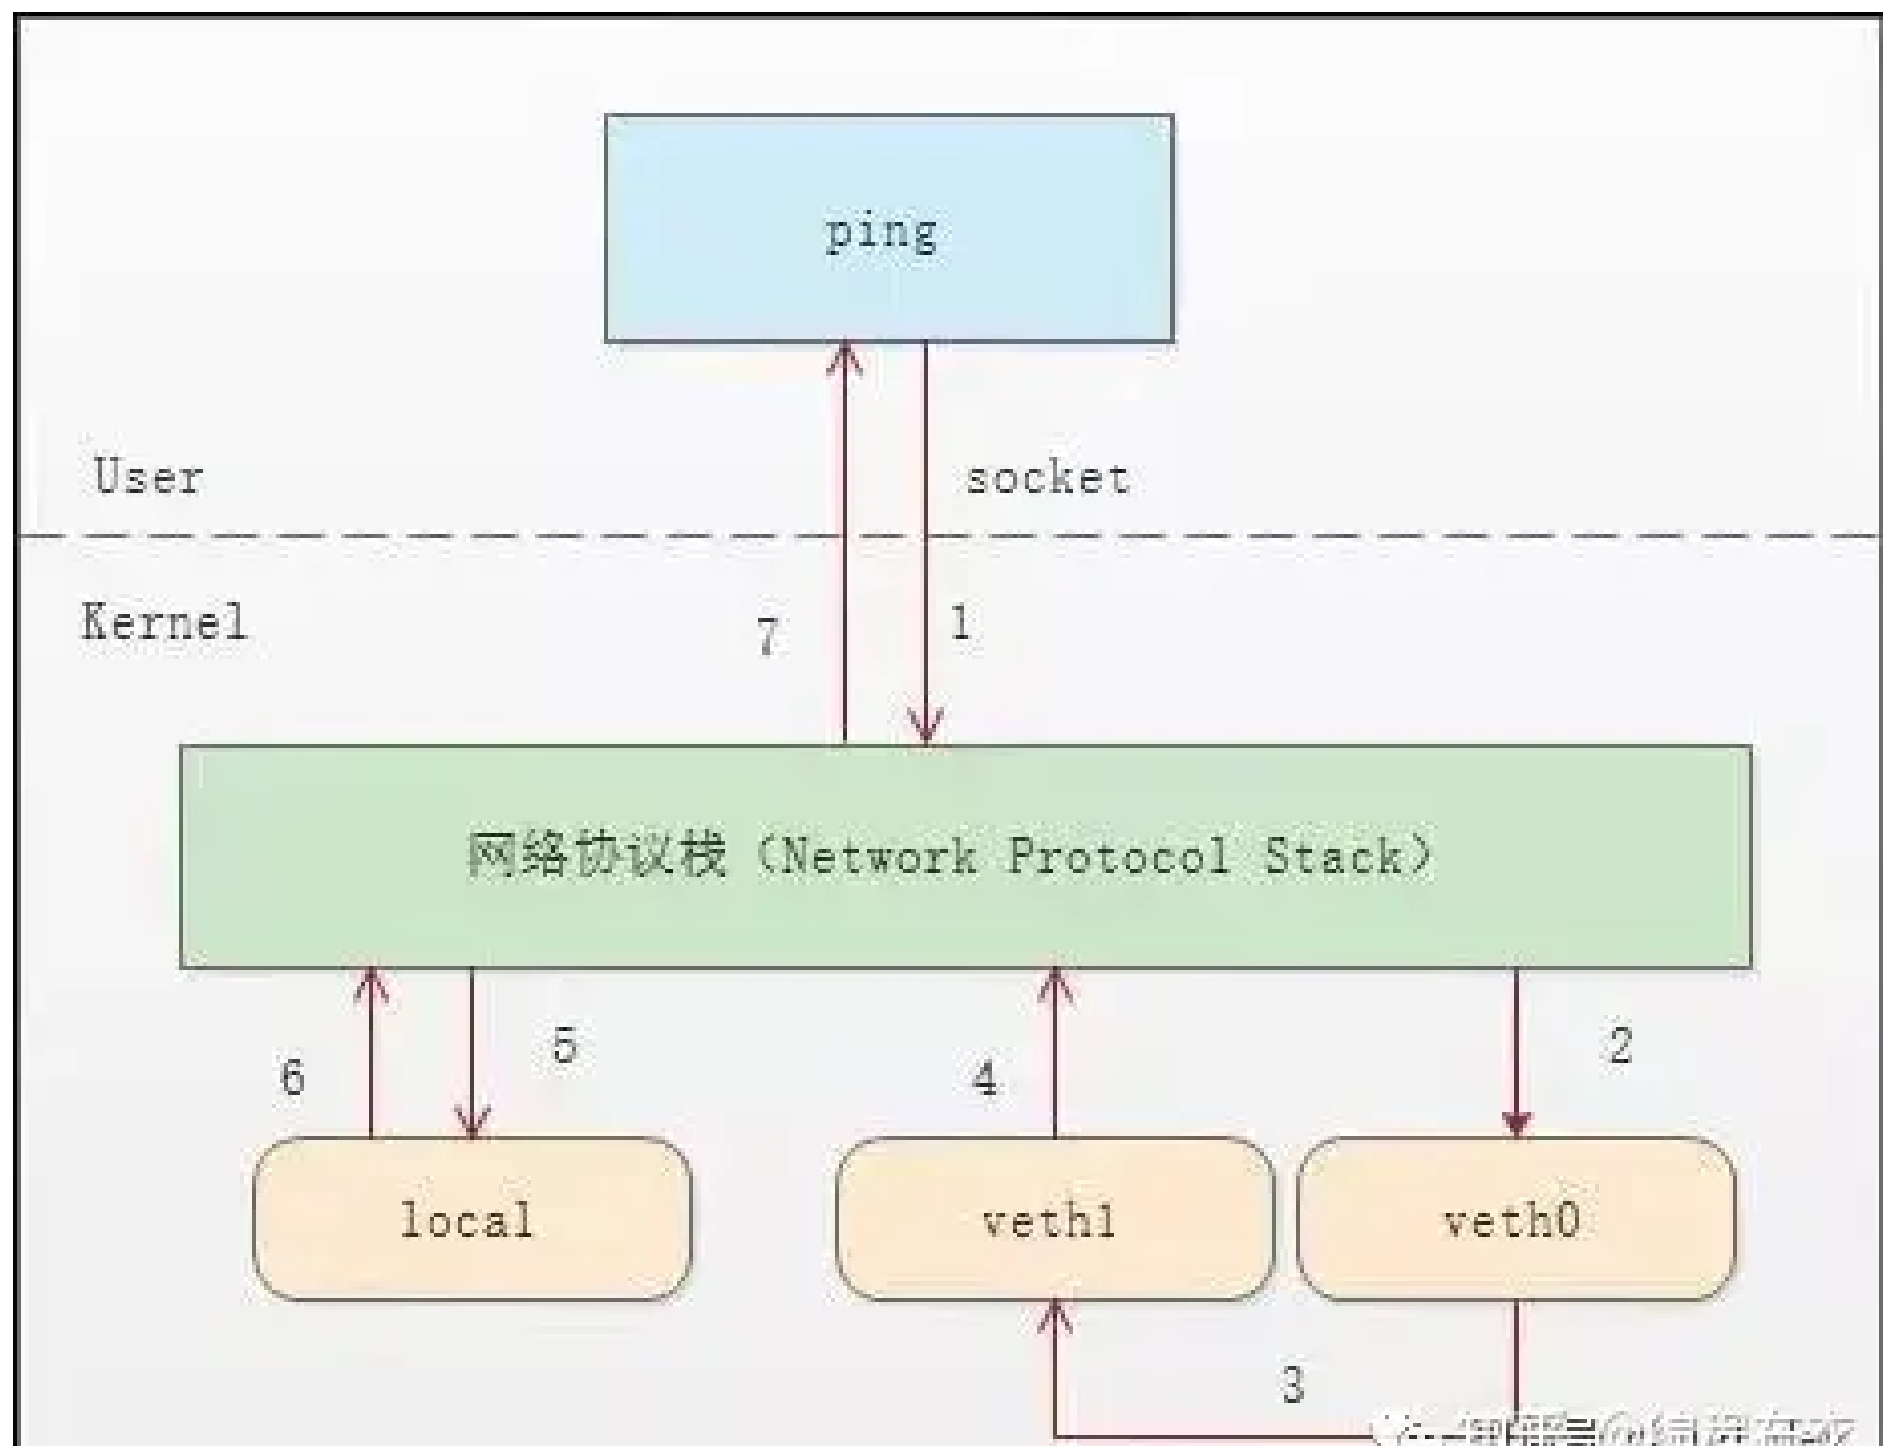 ping
User
socket
Kernel
7
1
网络协议栈（Network Protocol Stack）
6
5
4
2
local
veth1
veth0
3